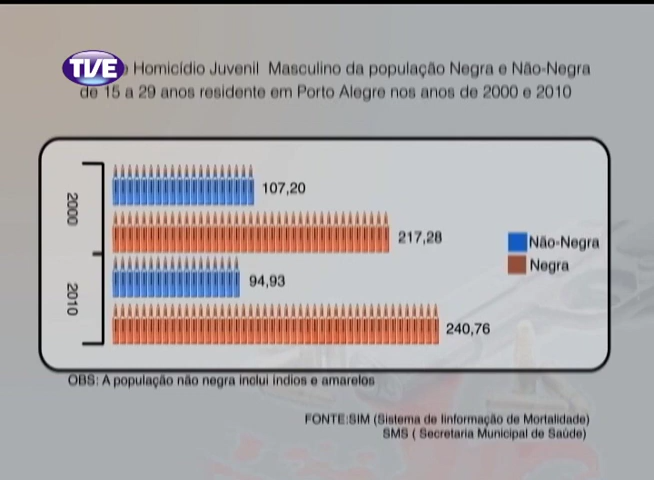 TVE
Homicídio Juvenil Masculino da população Negra e Não-Negra
de 15 a 29 anos residente em Porto Alegre nos anos de 2000 e 2010
2000
107,20
217,28
Não-Negra
Negra
2010
94,93
240,76
OBS: A população não negra inclui indios e amarelos
FONTE:SIM (Sistema de Iinformação de Mortalidade)
SMS ( Secretaria Municipal de Saúde)